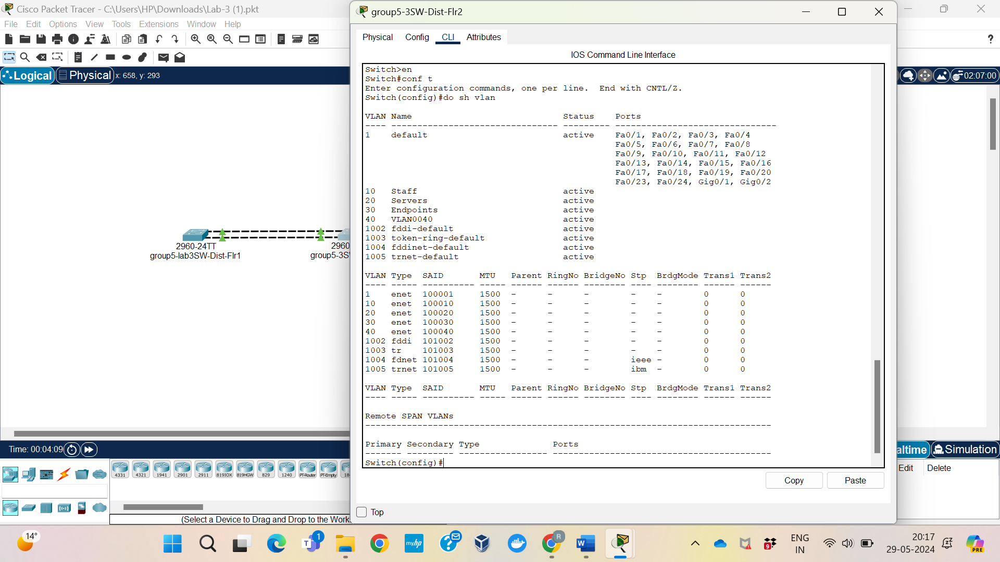 Cisco Packet Tracer - C:\Users\HP\Downloads\Lab-3 (1).pkt
File Edit Options View Tools Extensions Window Help
Logical Physical x: 658, y: 293
02:07:00
2960-24TT
group5-lab3SW-Dist-Flr1
2960
group5-3S
group5-3SW-Dist-Flr2
Physical Config CLI Attributes
IOS Command Line Interface
Switch>en
Switch#conf t
Enter configuration commands, one per line.  End with CNTL/Z.
Switch(config)#do sh vlan
VLAN Name                             Status    Ports
---- -------------------------------- --------- -------------------------------
1    default                          active    Fa0/1, Fa0/2, Fa0/3, Fa0/4
Fa0/5, Fa0/6, Fa0/7, Fa0/8
Fa0/9, Fa0/10, Fa0/11, Fa0/12
Fa0/13, Fa0/14, Fa0/15, Fa0/16
Fa0/17, Fa0/18, Fa0/19, Fa0/20
Fa0/23, Fa0/24, Gig0/1, Gig0/2
10   Staff                            active
20   Servers                          active
30   Endpoints                        active
40   VLAN0040                         active
1002 fddi-default                     active
1003 token-ring-default               active
1004 fddinet-default                  active
1005 trnet-default                    active
VLAN Type  SAID       MTU   Parent RingNo BridgeNo Stp  BrdgMode Trans1 Trans2
---- ----- ---------- ----- ------ ------ -------- ---- -------- ------ ------
1    enet  100001     1500  -      -      -        -    -        0      0
10   enet  100010     1500  -      -      -        -    -        0      0
20   enet  100020     1500  -      -      -        -    -        0      0
30   enet  100030     1500  -      -      -        -    -        0      0
40   enet  100040     1500  -      -      -        -    -        0      0
1002 fddi  101002     1500  -      -      -        -    -        0      0
1003 tr    101003     1500  -      -      -        -    -        0      0
1004 fdnet 101004     1500  -      -      -        ieee -        0      0
1005 trnet 101005     1500  -      -      -        ibm  -        0      0
VLAN Type  SAID       MTU   Parent RingNo BridgeNo Stp  BrdgMode Trans1 Trans2
---- ----- ---------- ----- ------ ------ -------- ---- -------- ------ ------
Remote SPAN VLANs
------------------------------------------------------------------------------
Primary Secondary Type              Ports
------- --------- ----------------- ------------------------------------------
Switch(config)#
Copy Paste
Top
Time: 00:04:09
altime Simulation
Edit Delete
4331 4321 1941 2901 2911 819IOX 819HGW 829 1240 PT-Router PT-Empty 18
(Select a Device to Drag and Drop to the Work
14°
1
myhp
R
9
ENG
IN
20:17
29-05-2024
PRE